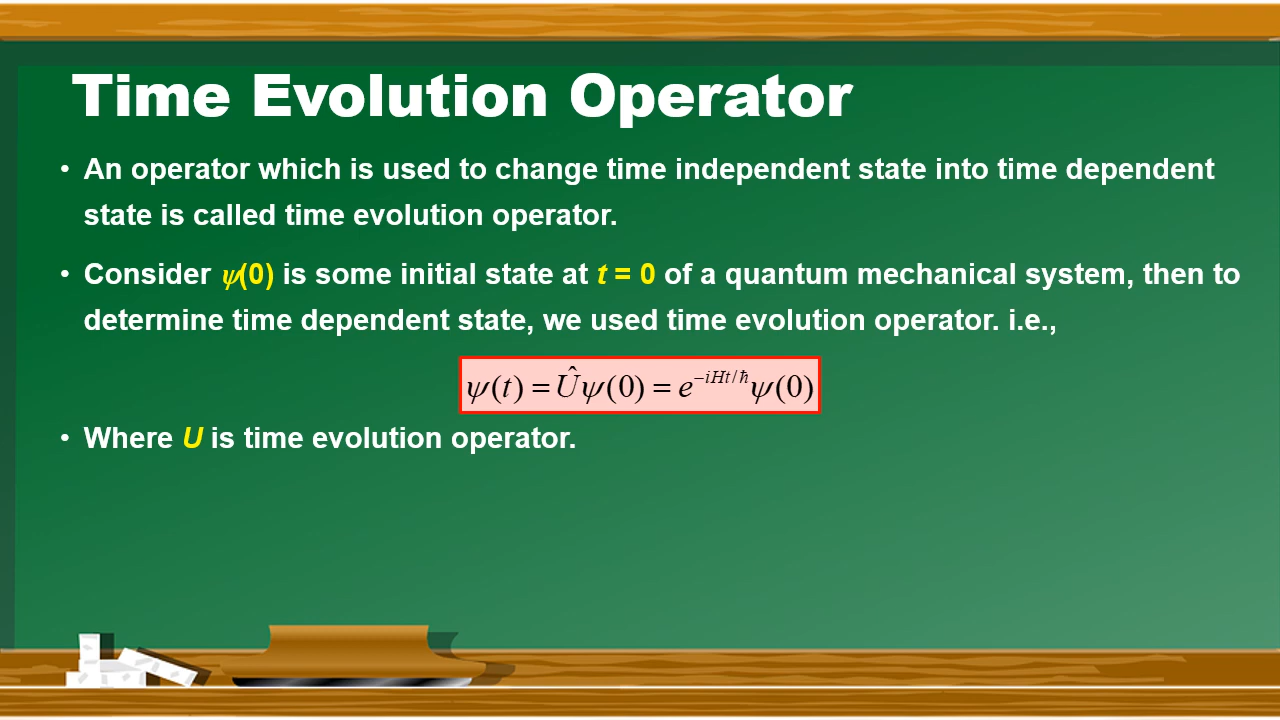 Time Evolution Operator
• An operator which is used to change time independent state into time dependent
state is called time evolution operator.
• Consider ψ(0) is some initial state at t = 0 of a quantum mechanical system, then to
determine time dependent state, we used time evolution operator. i.e.,
ψ(t) = Ûψ(0) = e^{−iHt/ħ}ψ(0)
• Where U is time evolution operator.